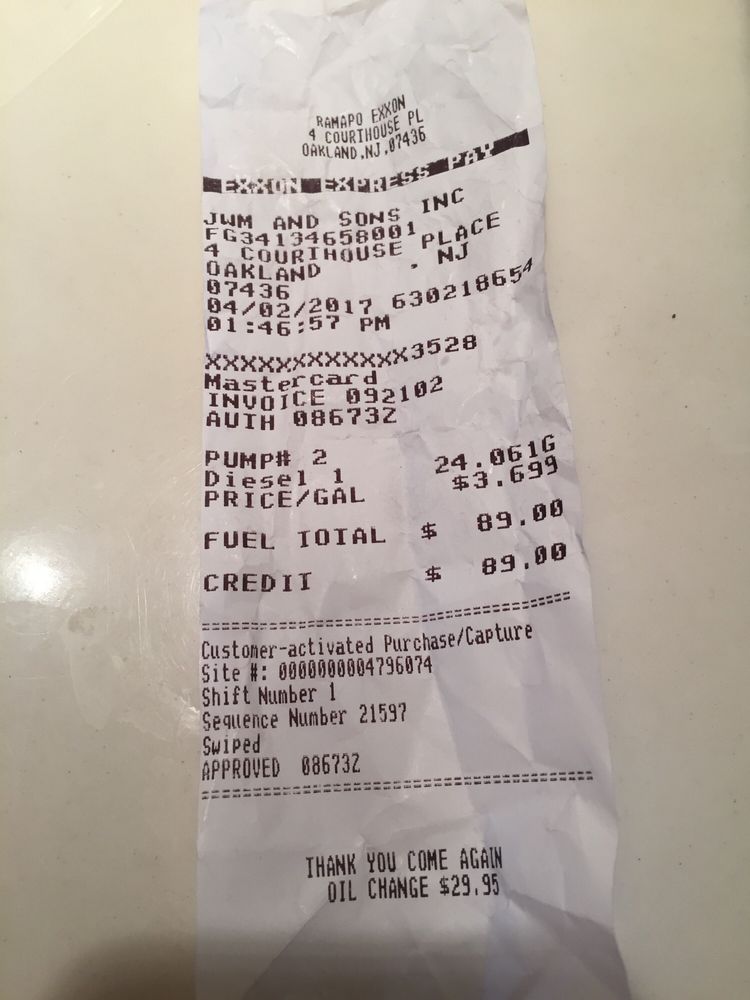 RAMAPO EXXON
4 COURTHOUSE PL
OAKLAND,NJ,07436
EXXON EXPRESS PAY
JWM AND SONS INC
FG34134658001
4 COURTHOUSE PLACE
OAKLAND , NJ
07436
04/02/2017 630218654
01:46:57 PM
XXXXXXXXXXXX3528
Mastercard
INVOICE 092102
AUTH 08673Z
PUMP# 2
Diesel 1 24.061G
PRICE/GAL $3.699
FUEL TOTAL $ 89.00
CREDIT $ 89.00
==========================================
Customer-activated Purchase/Capture
Site #: 0000000004796074
Shift Number 1
Sequence Number 21597
Swiped
APPROVED 08673Z
==========================================
THANK YOU COME AGAIN
OIL CHANGE $29.95